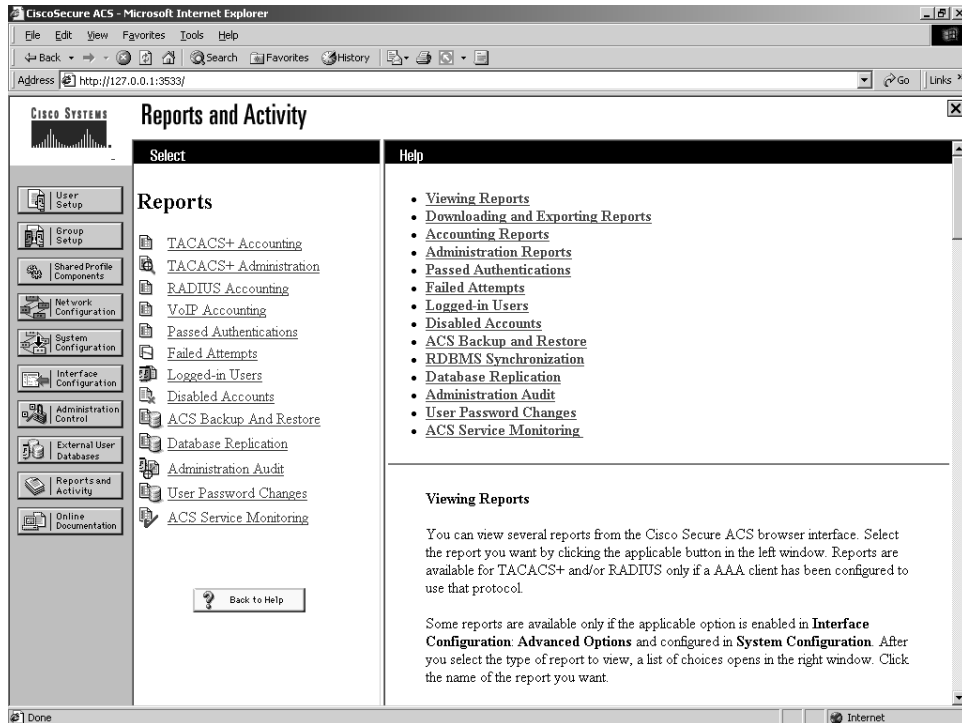 CiscoSecure ACS - Microsoft Internet Explorer
File Edit View Favorites Tools Help
Back Search Favorites History
Address http://127.0.0.1:3533/ Go Links »
CISCO SYSTEMS
Reports and Activity
Select
Help
User Setup
Group Setup
Shared Profile Components
Network Configuration
System Configuration
Interface Configuration
Administration Control
External User Databases
Reports and Activity
Online Documentation
Reports
TACACS+ Accounting
TACACS+ Administration
RADIUS Accounting
VoIP Accounting
Passed Authentications
Failed Attempts
Logged-in Users
Disabled Accounts
ACS Backup And Restore
Database Replication
Administration Audit
User Password Changes
ACS Service Monitoring
Back to Help
Viewing Reports
Downloading and Exporting Reports
Accounting Reports
Administration Reports
Passed Authentications
Failed Attempts
Logged-in Users
Disabled Accounts
ACS Backup and Restore
RDBMS Synchronization
Database Replication
Administration Audit
User Password Changes
ACS Service Monitoring
Viewing Reports
You can view several reports from the Cisco Secure ACS browser interface. Select
the report you want by clicking the applicable button in the left window. Reports are
available for TACACS+ and/or RADIUS only if a AAA client has been configured to
use that protocol.
Some reports are available only if the applicable option is enabled in Interface
Configuration: Advanced Options and configured in System Configuration. After
you select the type of report to view, a list of choices opens in the right window. Click
the name of the report you want.
Done
Internet